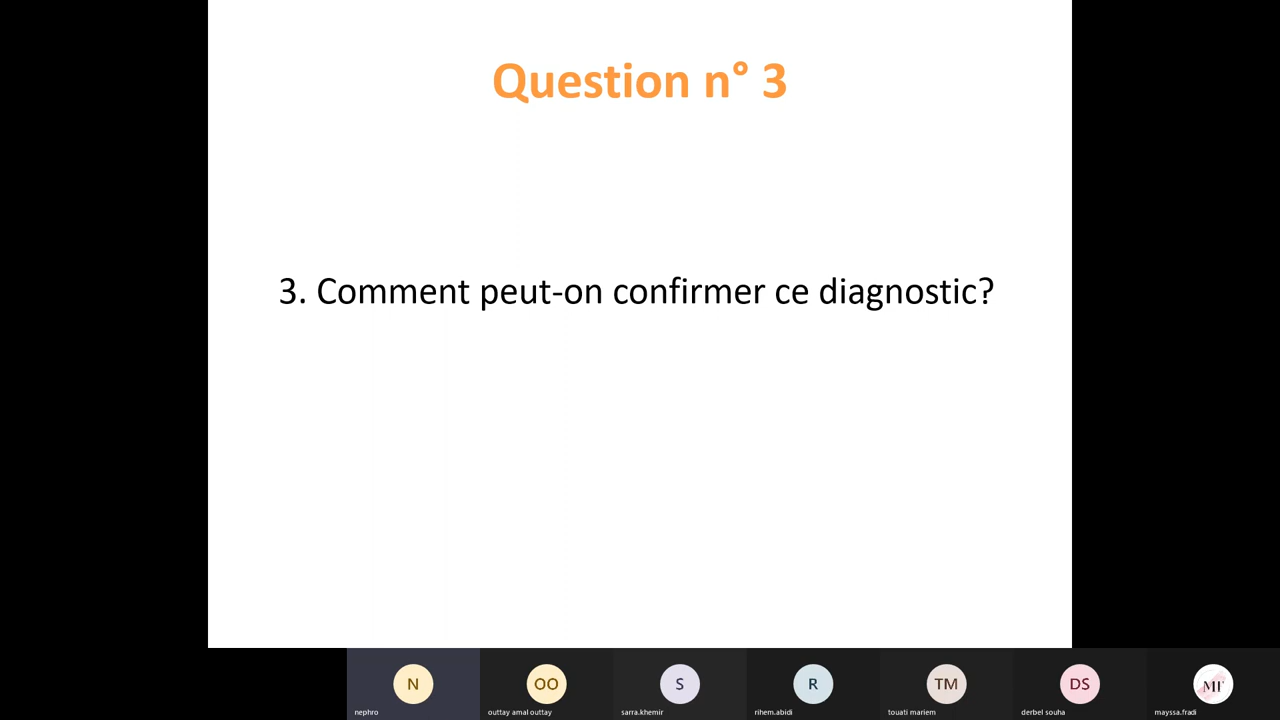 Question n° 3
3. Comment peut-on confirmer ce diagnostic?
N
OO
S
R
TM
DS
MF
nephro
outtay amal outtay
sarra.khemir
rihem.abidi
touati mariem
derbel souha
mayssa.fradi